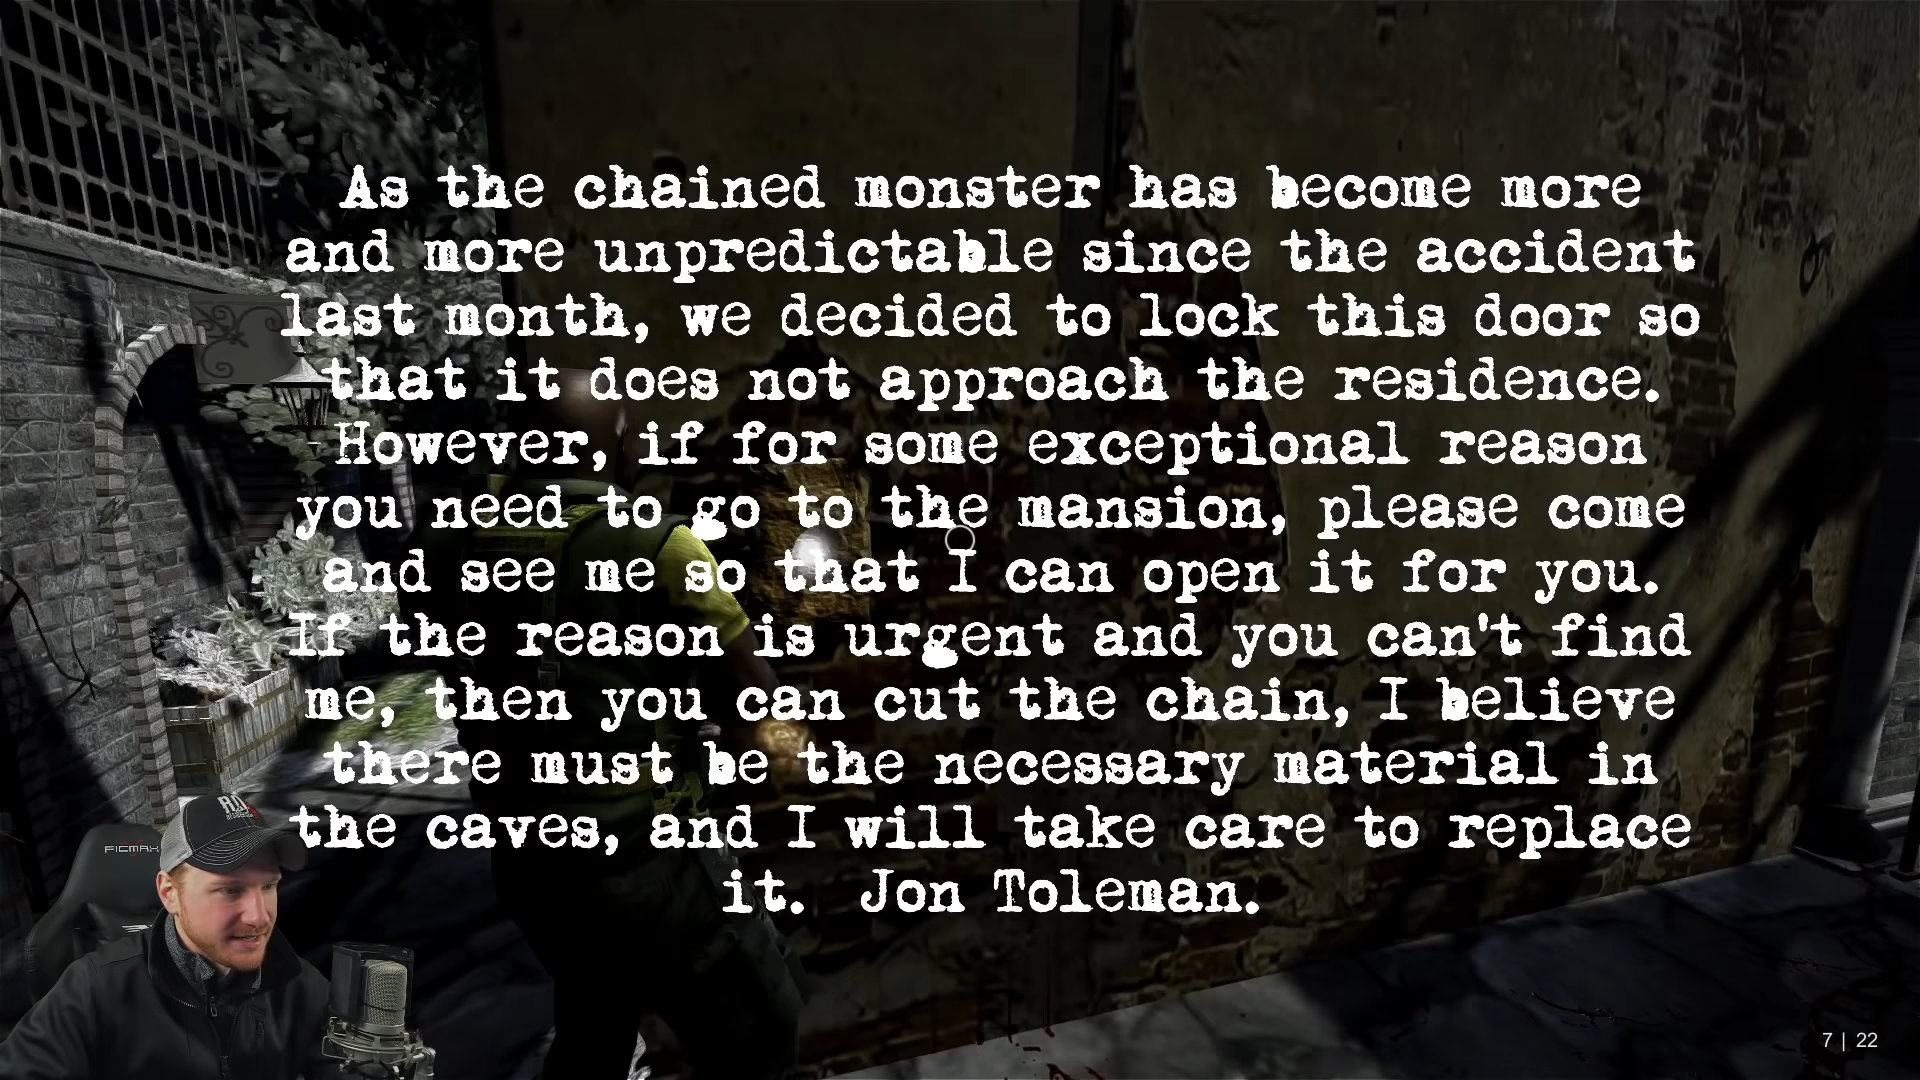 As the chained monster has become more
and more unpredictable since the accident
last month, we decided to lock this door so
that it does not approach the residence.
However, if for some exceptional reason
you need to go to the mansion, please come
and see me so that I can open it for you.
If the reason is urgent and you can't find
me, then you can cut the chain, I believe
there must be the necessary material in
the caves, and I will take care to replace
it.  Jon Toleman.
FICMAX
7 | 22